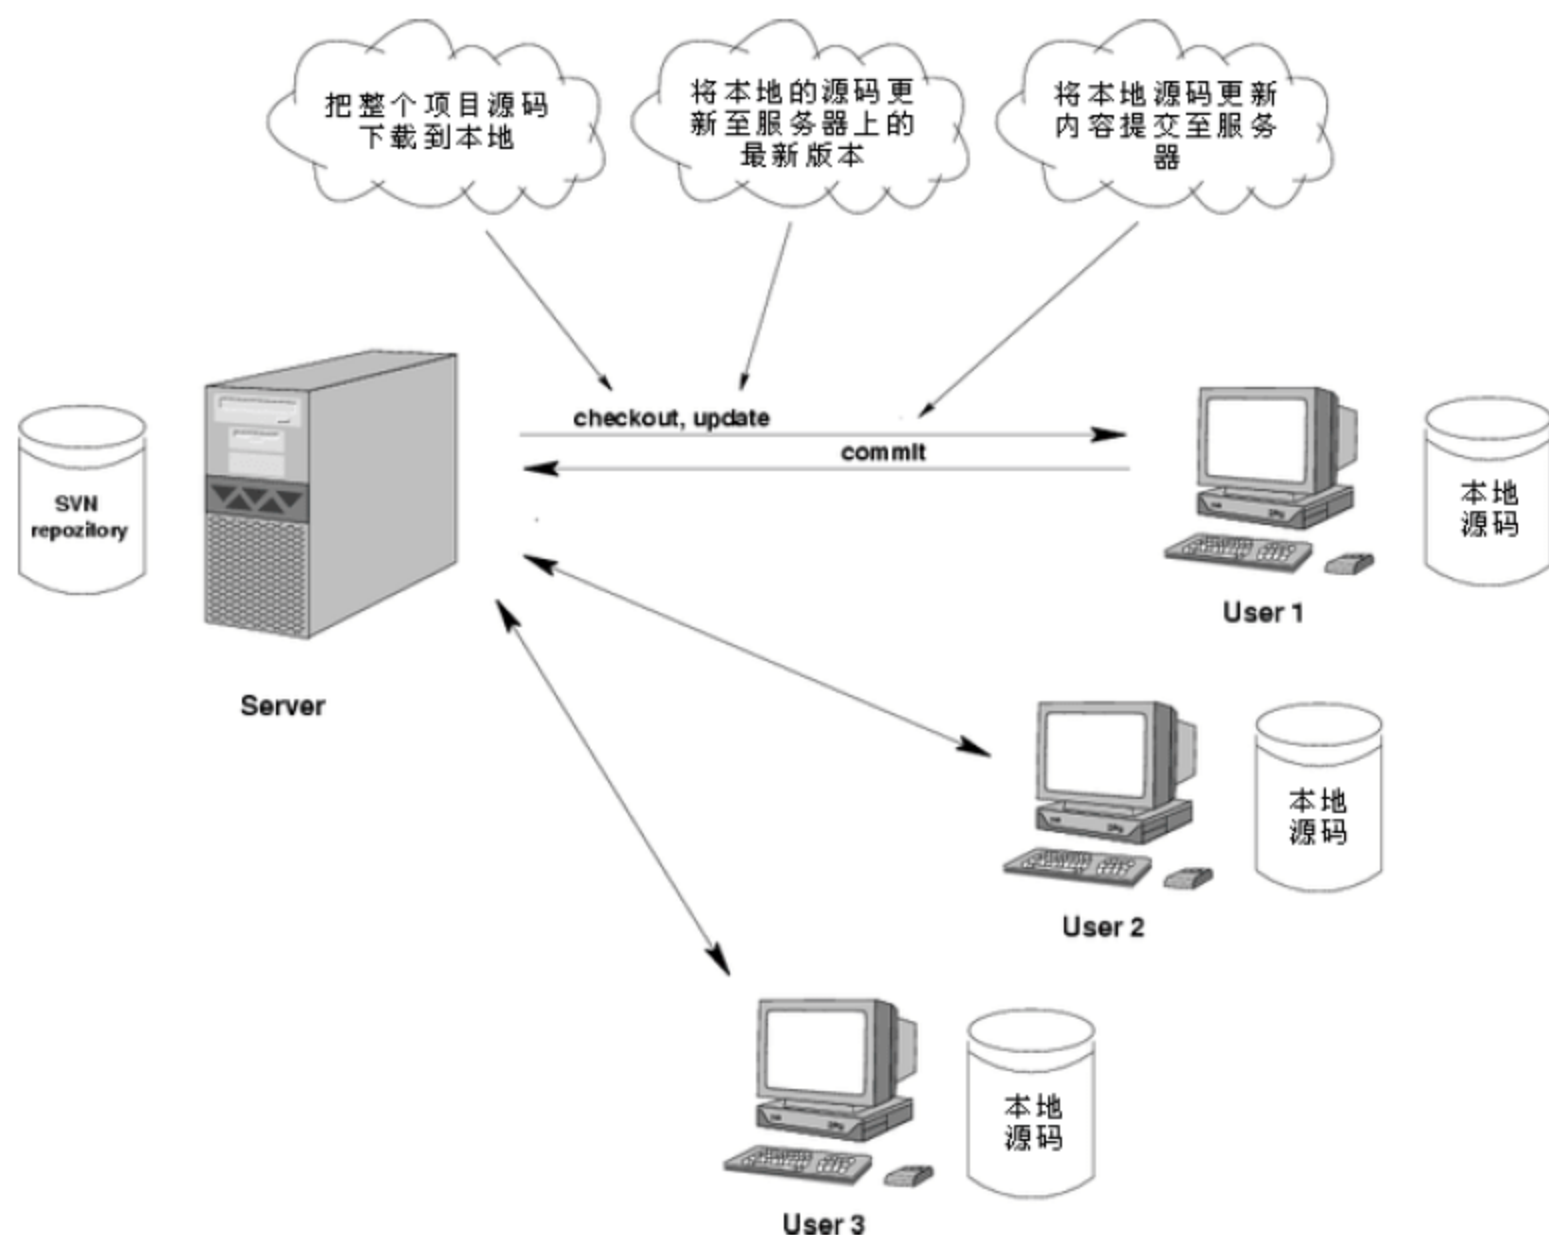 把整个项目源码
下载到本地
将本地的源码更
新至服务器上的
最新版本
将本地源码更新
内容提交至服务
器
checkout, update
commit
SVN
repozitory
本地
源码
User 1
Server
本地
源码
User 2
本地
源码
User 3